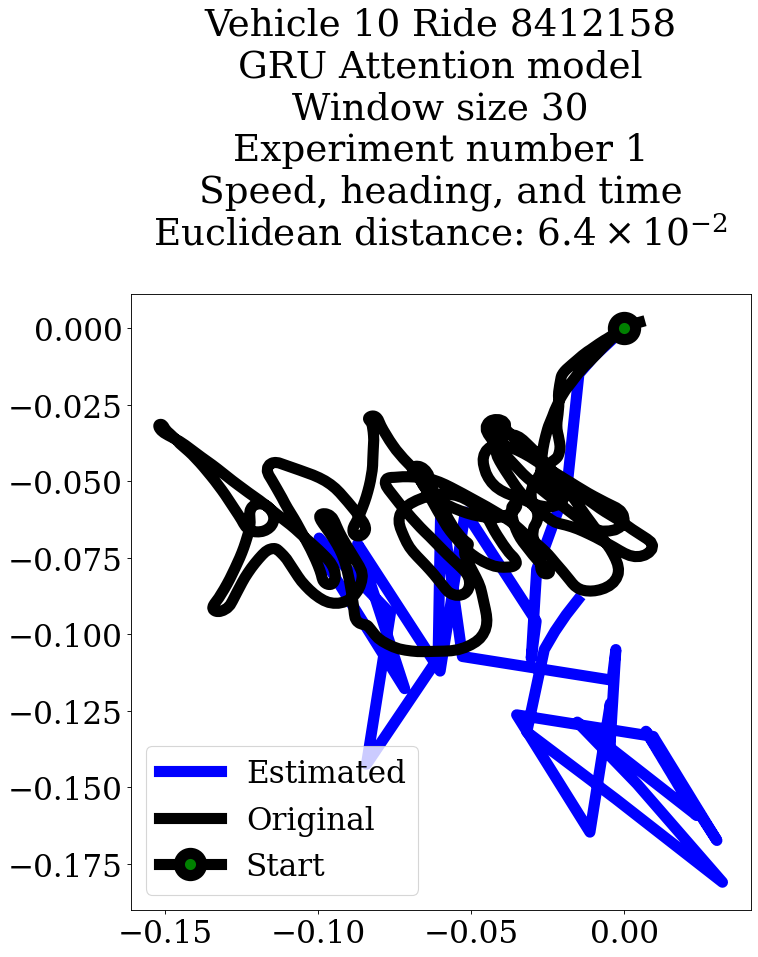 Vehicle 10 Ride 8412158
GRU Attention model
Window size 30
Experiment number 1
Speed, heading, and time
Euclidean distance: 6.4 × 10⁻²
0.000
−0.025
−0.050
−0.075
−0.100
−0.125
−0.150
−0.175
Estimated
Original
Start
−0.15
−0.10
−0.05
0.00